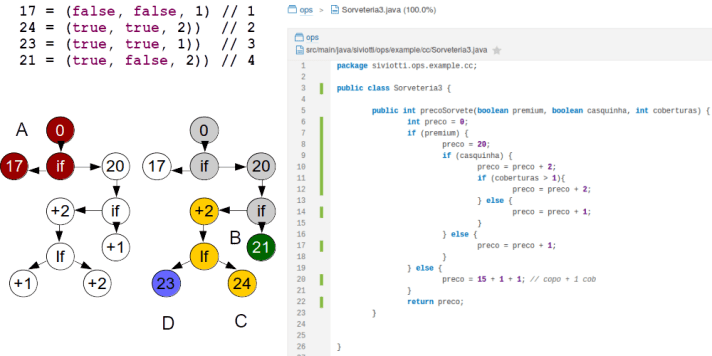 17 = (false, false, 1) // 1
24 = (true, true, 2)) // 2
23 = (true, true, 1)) // 3
21 = (true, false, 2)) // 4
A
0
17 if 20
+2 if
If +1
+1 +2
0
17 if 20
+2 if
B 21
If
23 24
D C
ops > Sorveteria3.java (100.0%)
ops
src/main/java/siviotti/ops/example/cc/Sorveteria3.java
1 package siviotti.ops.example.cc;
2
3 public class Sorveteria3 {
4
5 public int precoSorvete(boolean premium, boolean casquinha, int coberturas) {
6 int preco = 0;
7 if (premium) {
8 preco = 20;
9 if (casquinha) {
10 preco = preco + 2;
11 if (coberturas > 1){
12 preco = preco + 2;
13 } else {
14 preco = preco + 1;
15 }
16 } else {
17 preco = preco + 1;
18 }
19 } else {
20 preco = 15 + 1 + 1; // copo + 1 cob
21 }
22 return preco;
23 }
24
25
26 }
27